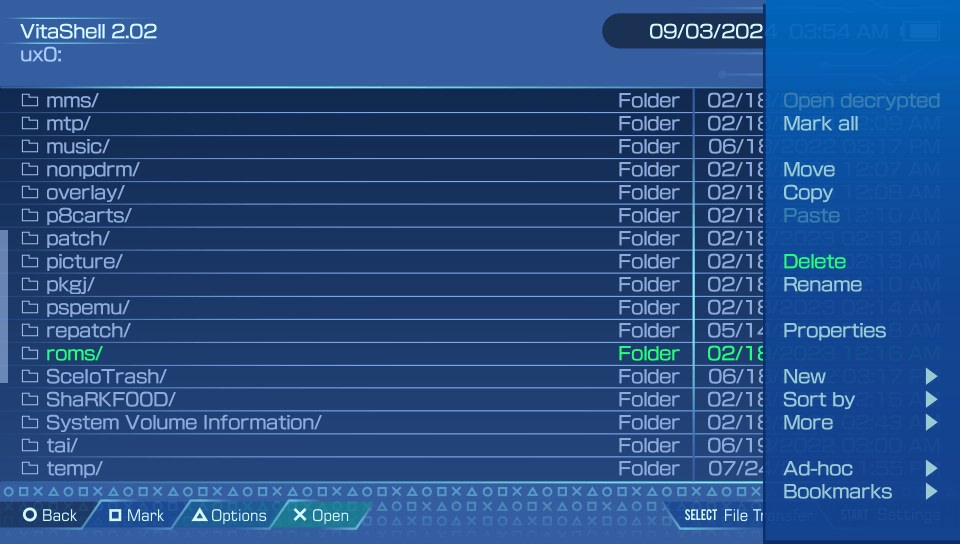 VitaShell 2.02
09/03/2024 03:54 AM
ux0:
mms/ Folder 02/18 Open decrypted
mtp/ Folder 02/18 Mark all
music/ Folder 06/18
nonpdrm/ Folder 02/18 Move
overlay/ Folder 02/18 Copy
p8carts/ Folder 02/18 Paste
patch/ Folder 02/18
picture/ Folder 02/18 Delete
pkgj/ Folder 02/18 Rename
pspemu/ Folder 02/18
repatch/ Folder 05/14 Properties
roms/ Folder 02/18
SceIoTrash/ Folder 06/18 New
ShaRKF00D/ Folder 02/18 Sort by
System Volume Information/ Folder 02/18 More
tai/ Folder 06/19
temp/ Folder 07/24 Ad-hoc
Bookmarks
Back Mark Options Open SELECT File Transfer START Settings